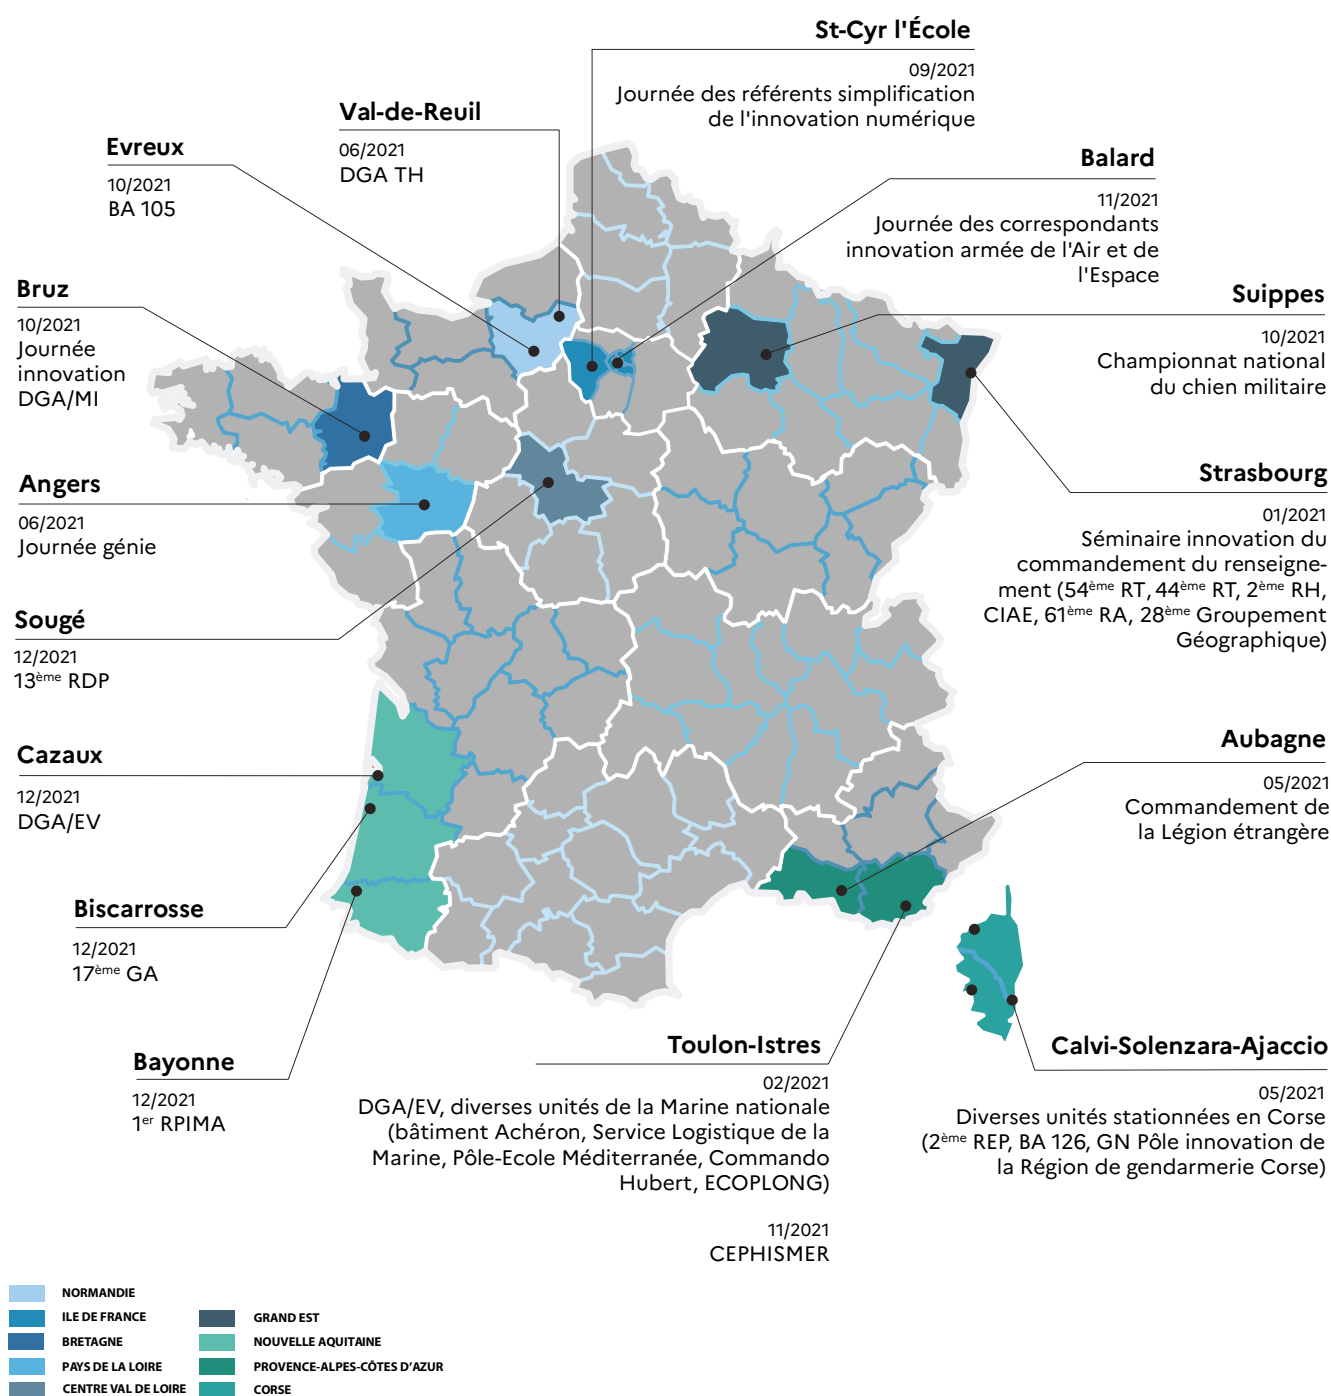 St-Cyr l'École
09/2021
Journée des référents simplification
de l'innovation numérique
Val-de-Reuil
06/2021
DGA TH
Evreux
10/2021
BA 105
Balard
11/2021
Journée des correspondants
innovation armée de l'Air et de
l'Espace
Bruz
10/2021
Journée
innovation
DGA/MI
Suippes
10/2021
Championnat national
du chien militaire
Angers
06/2021
Journée génie
Strasbourg
01/2021
Séminaire innovation du
commandement du renseigne-
ment (54ème RT, 44ème RT, 2ème RH,
CIAE, 61ème RA, 28ème Groupement
Géographique)
Sougé
12/2021
13ème RDP
Cazaux
12/2021
DGA/EV
Aubagne
05/2021
Commandement de
la Légion étrangère
Biscarrosse
12/2021
17ème GA
Bayonne
12/2021
1er RPIMA
Toulon-Istres
02/2021
DGA/EV, diverses unités de la Marine nationale
(bâtiment Achéron, Service Logistique de la
Marine, Pôle-Ecole Méditerranée, Commando
Hubert, ECOPLONG)
11/2021
CEPHISMER
Calvi-Solenzara-Ajaccio
05/2021
Diverses unités stationnées en Corse
(2ème REP, BA 126, GN Pôle innovation de
la Région de gendarmerie Corse)
NORMANDIE
ILE DE FRANCE
BRETAGNE
PAYS DE LA LOIRE
CENTRE VAL DE LOIRE
GRAND EST
NOUVELLE AQUITAINE
PROVENCE-ALPES-CÔTES D'AZUR
CORSE